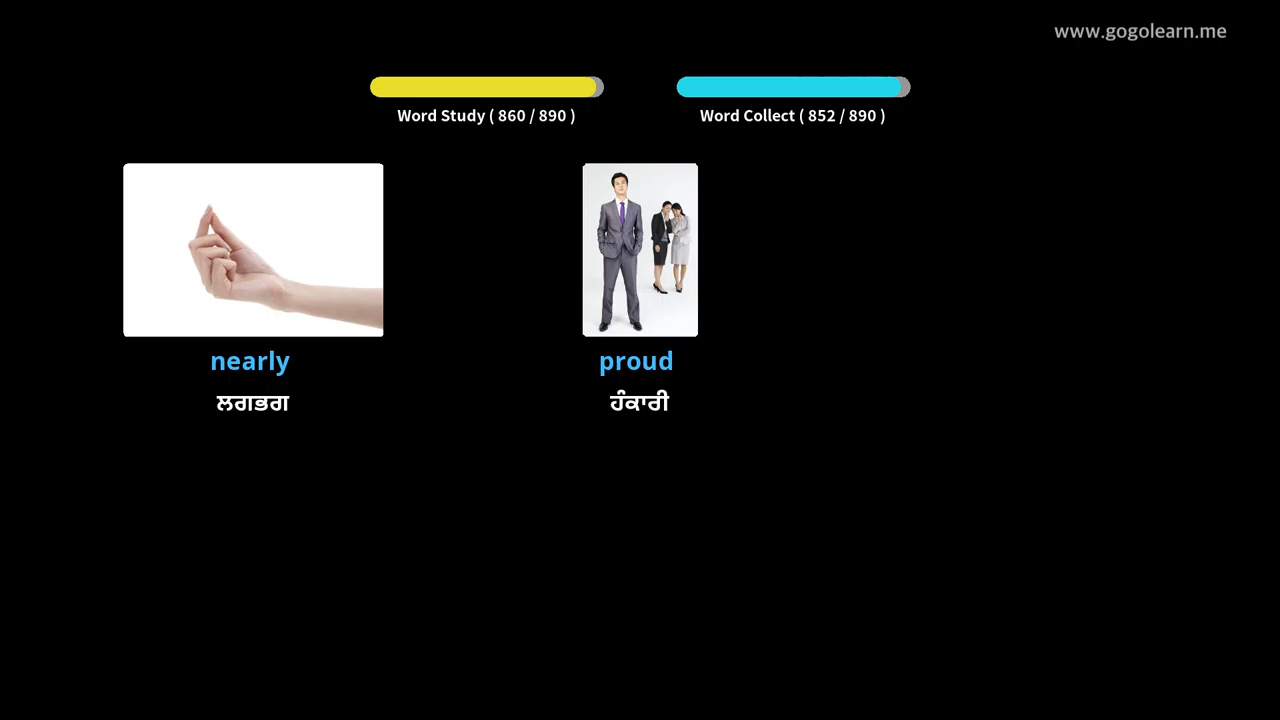 www.gogolearn.me
Word Study ( 860 / 890 )
Word Collect ( 852 / 890 )
nearly
ਲਗਭਗ
proud
ਹੰਕਾਰੀ